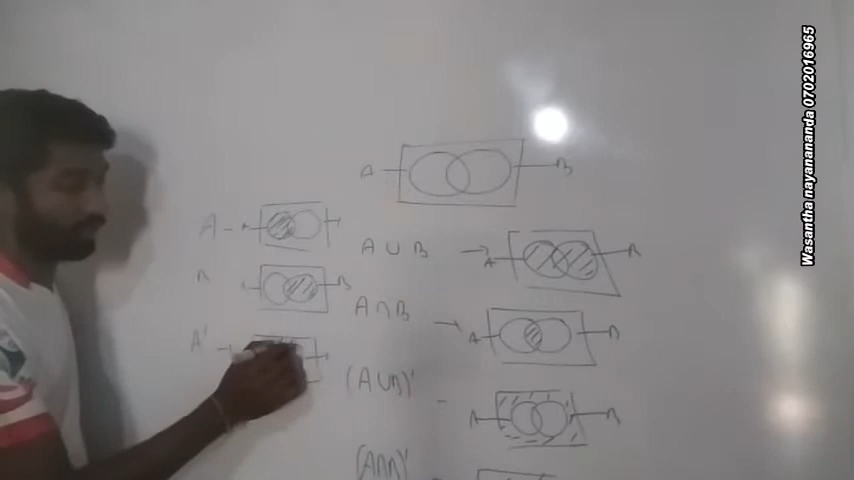 A B
A - A
A ∪ B → A B
B B
A ∩ B → A B
A' -
(A ∪ B)' - A B
(A ∩ B)'
Wasantha nayanananda 0702016965